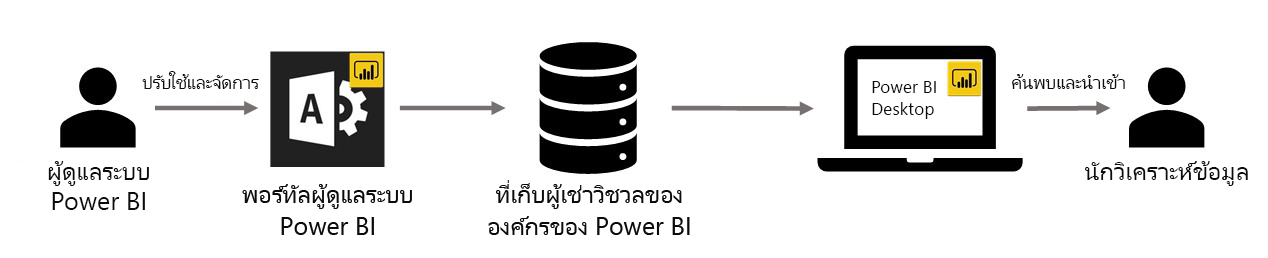 ปรับใช้และจัดการ
ผู้ดูแลระบบ
Power BI
A
พอร์ทัลผู้ดูแลระบบ
Power BI
ที่เก็บผู้เช่าวิชวลของ
องค์กรของ Power BI
Power BI
Desktop
ค้นพบและนำเข้า
นักวิเคราะห์ข้อมูล